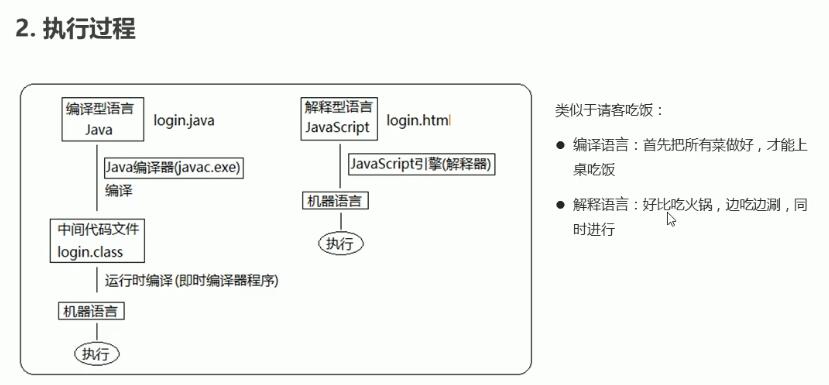 2. 执行过程
编译型语言
Java
login.java
Java编译器(javac.exe)
编译
中间代码文件
login.class
运行时编译(即时编译器程序)
机器语言
执行
解释型语言
JavaScript
login.html
JavaScript引擎(解释器)
机器语言
执行
类似于请客吃饭：
● 编译语言：首先把所有菜做好，才能上
桌吃饭
● 解释语言：好比吃火锅，边吃边涮，同
时进行